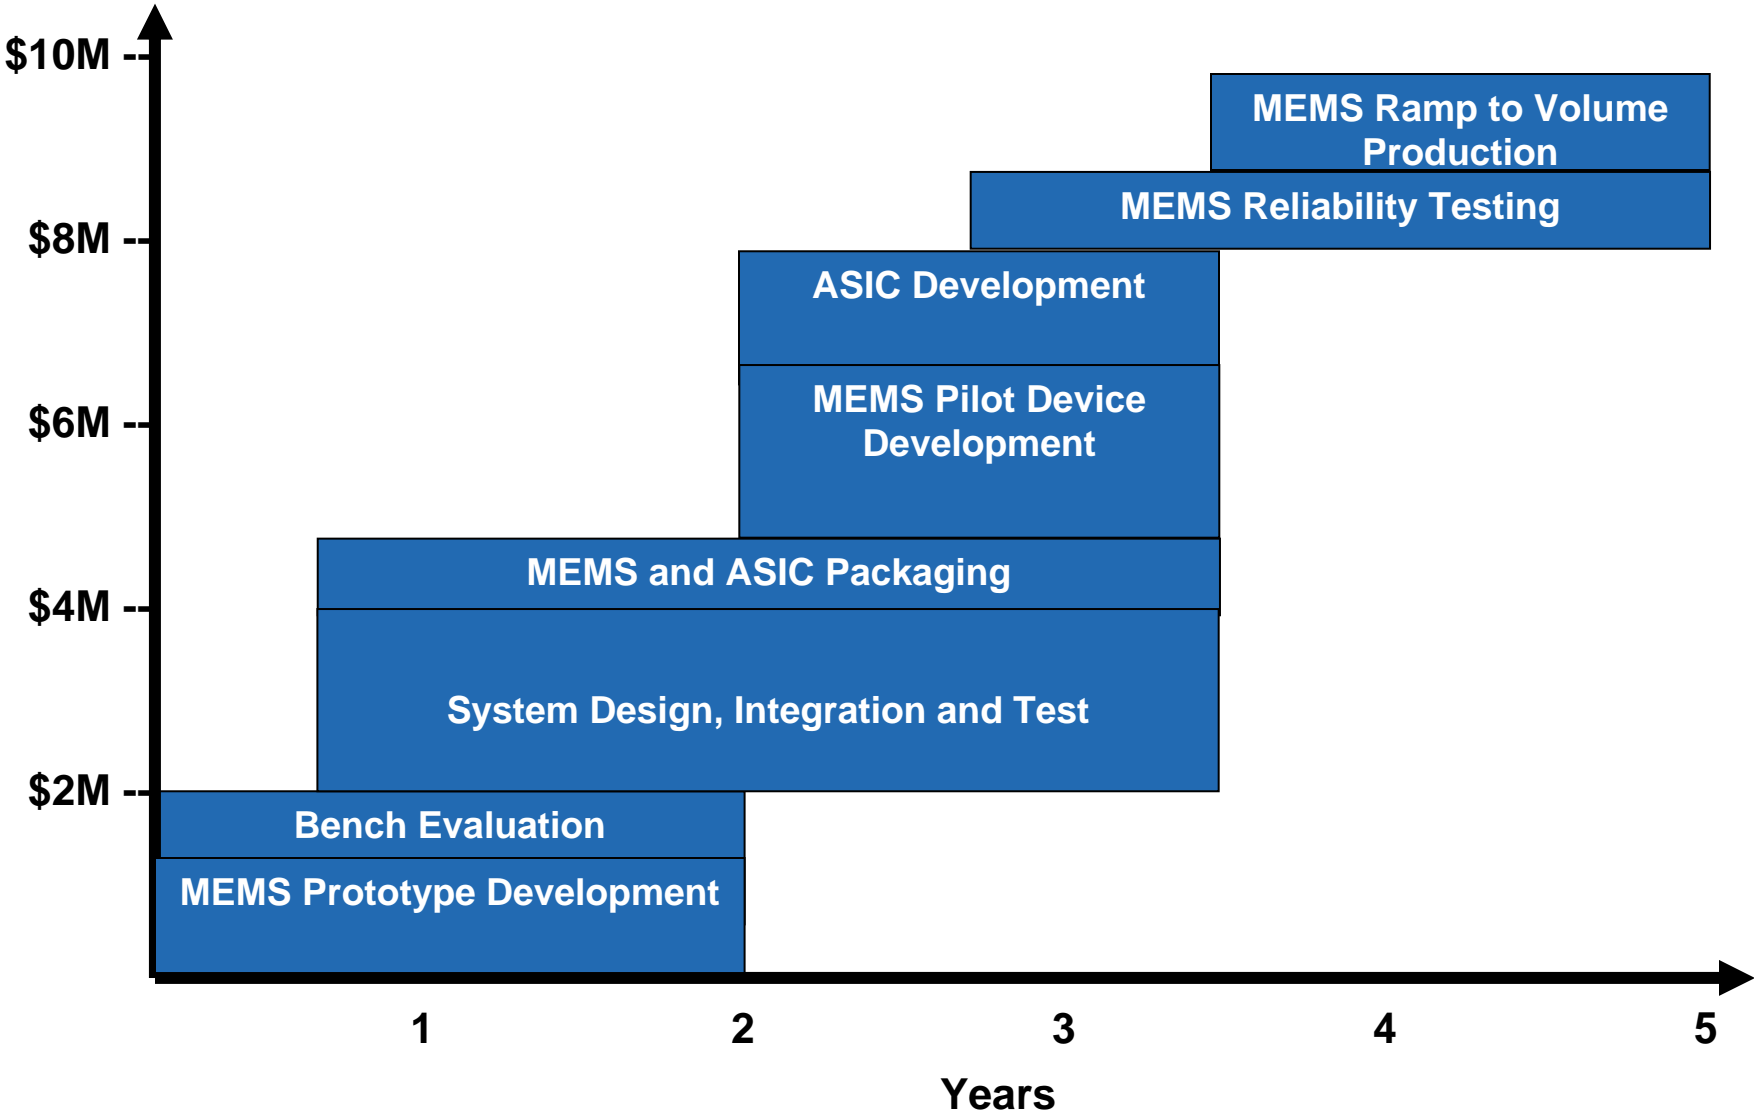 $10M
MEMS Ramp to Volume
Production
MEMS Reliability Testing
$8M
ASIC Development
MEMS Pilot Device
Development
$6M
MEMS and ASIC Packaging
$4M
System Design, Integration and Test
$2M
Bench Evaluation
MEMS Prototype Development
1 2 3 4 5
Years